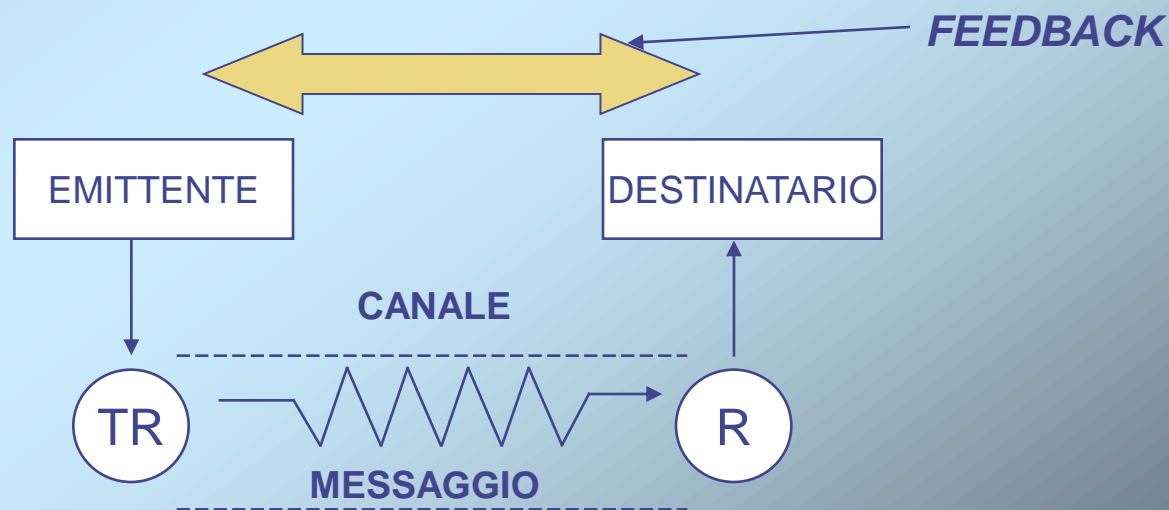 FEEDBACK
EMITTENTE
DESTINATARIO
CANALE
TR
R
MESSAGGIO